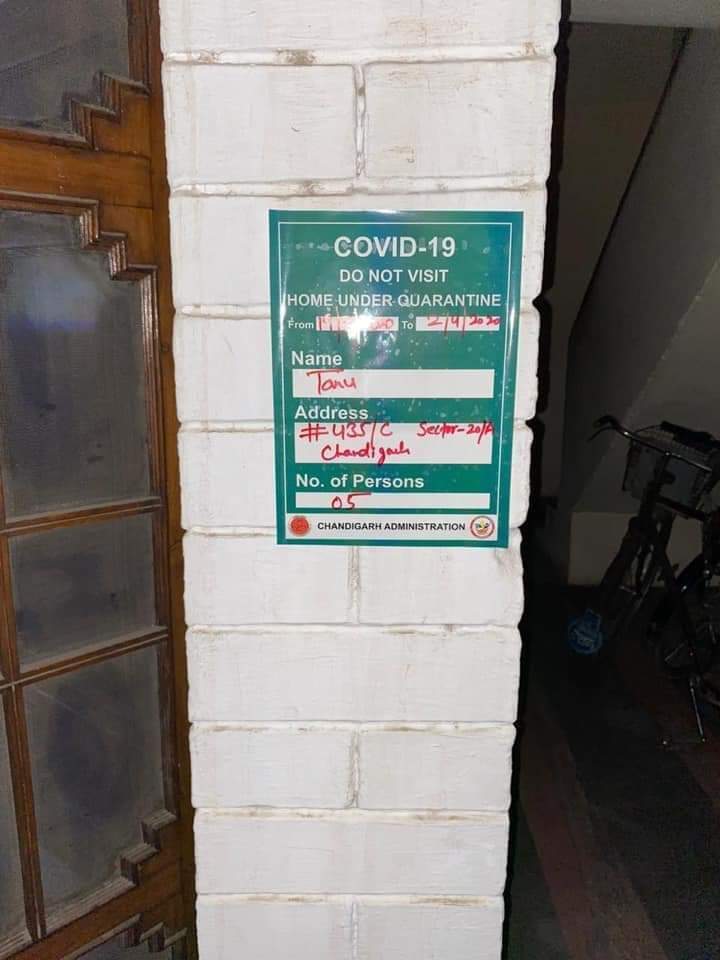 COVID-19
DO NOT VISIT
HOME UNDER QUARANTINE
From To 2/4/2020
Name
Tanu
Address
#435/C Sector-20/A
Chandigarh
No. of Persons
05
CHANDIGARH ADMINISTRATION